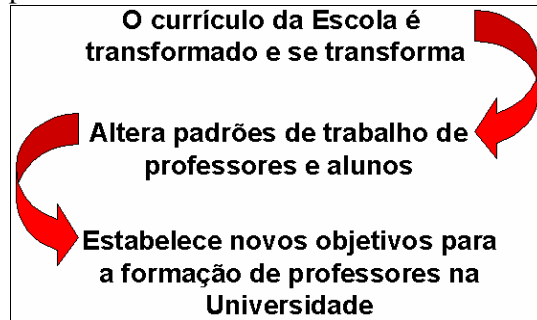 O currículo da Escola é
transformado e se transforma
Altera padrões de trabalho de
professores e alunos
Estabelece novos objetivos para
a formação de professores na
Universidade